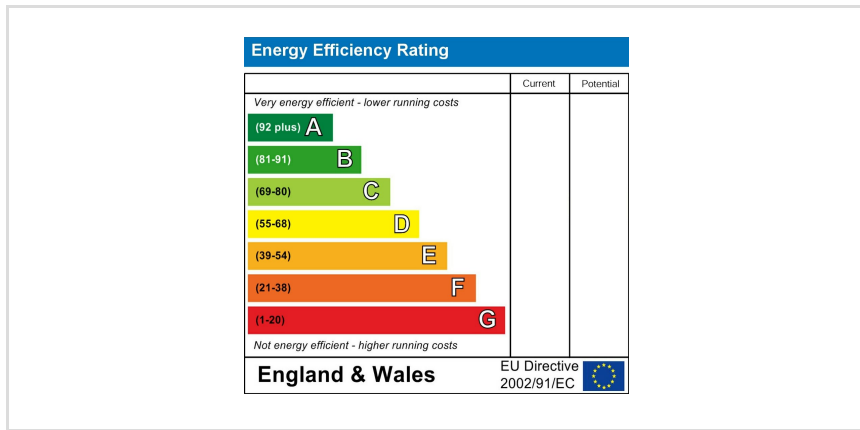 Energy Efficiency Rating
Current Potential
Very energy efficient - lower running costs
(92 plus) A
(81-91) B
(69-80) C
(55-68) D
(39-54) E
(21-38) F
(1-20) G
Not energy efficient - higher running costs
England & Wales
EU Directive
2002/91/EC